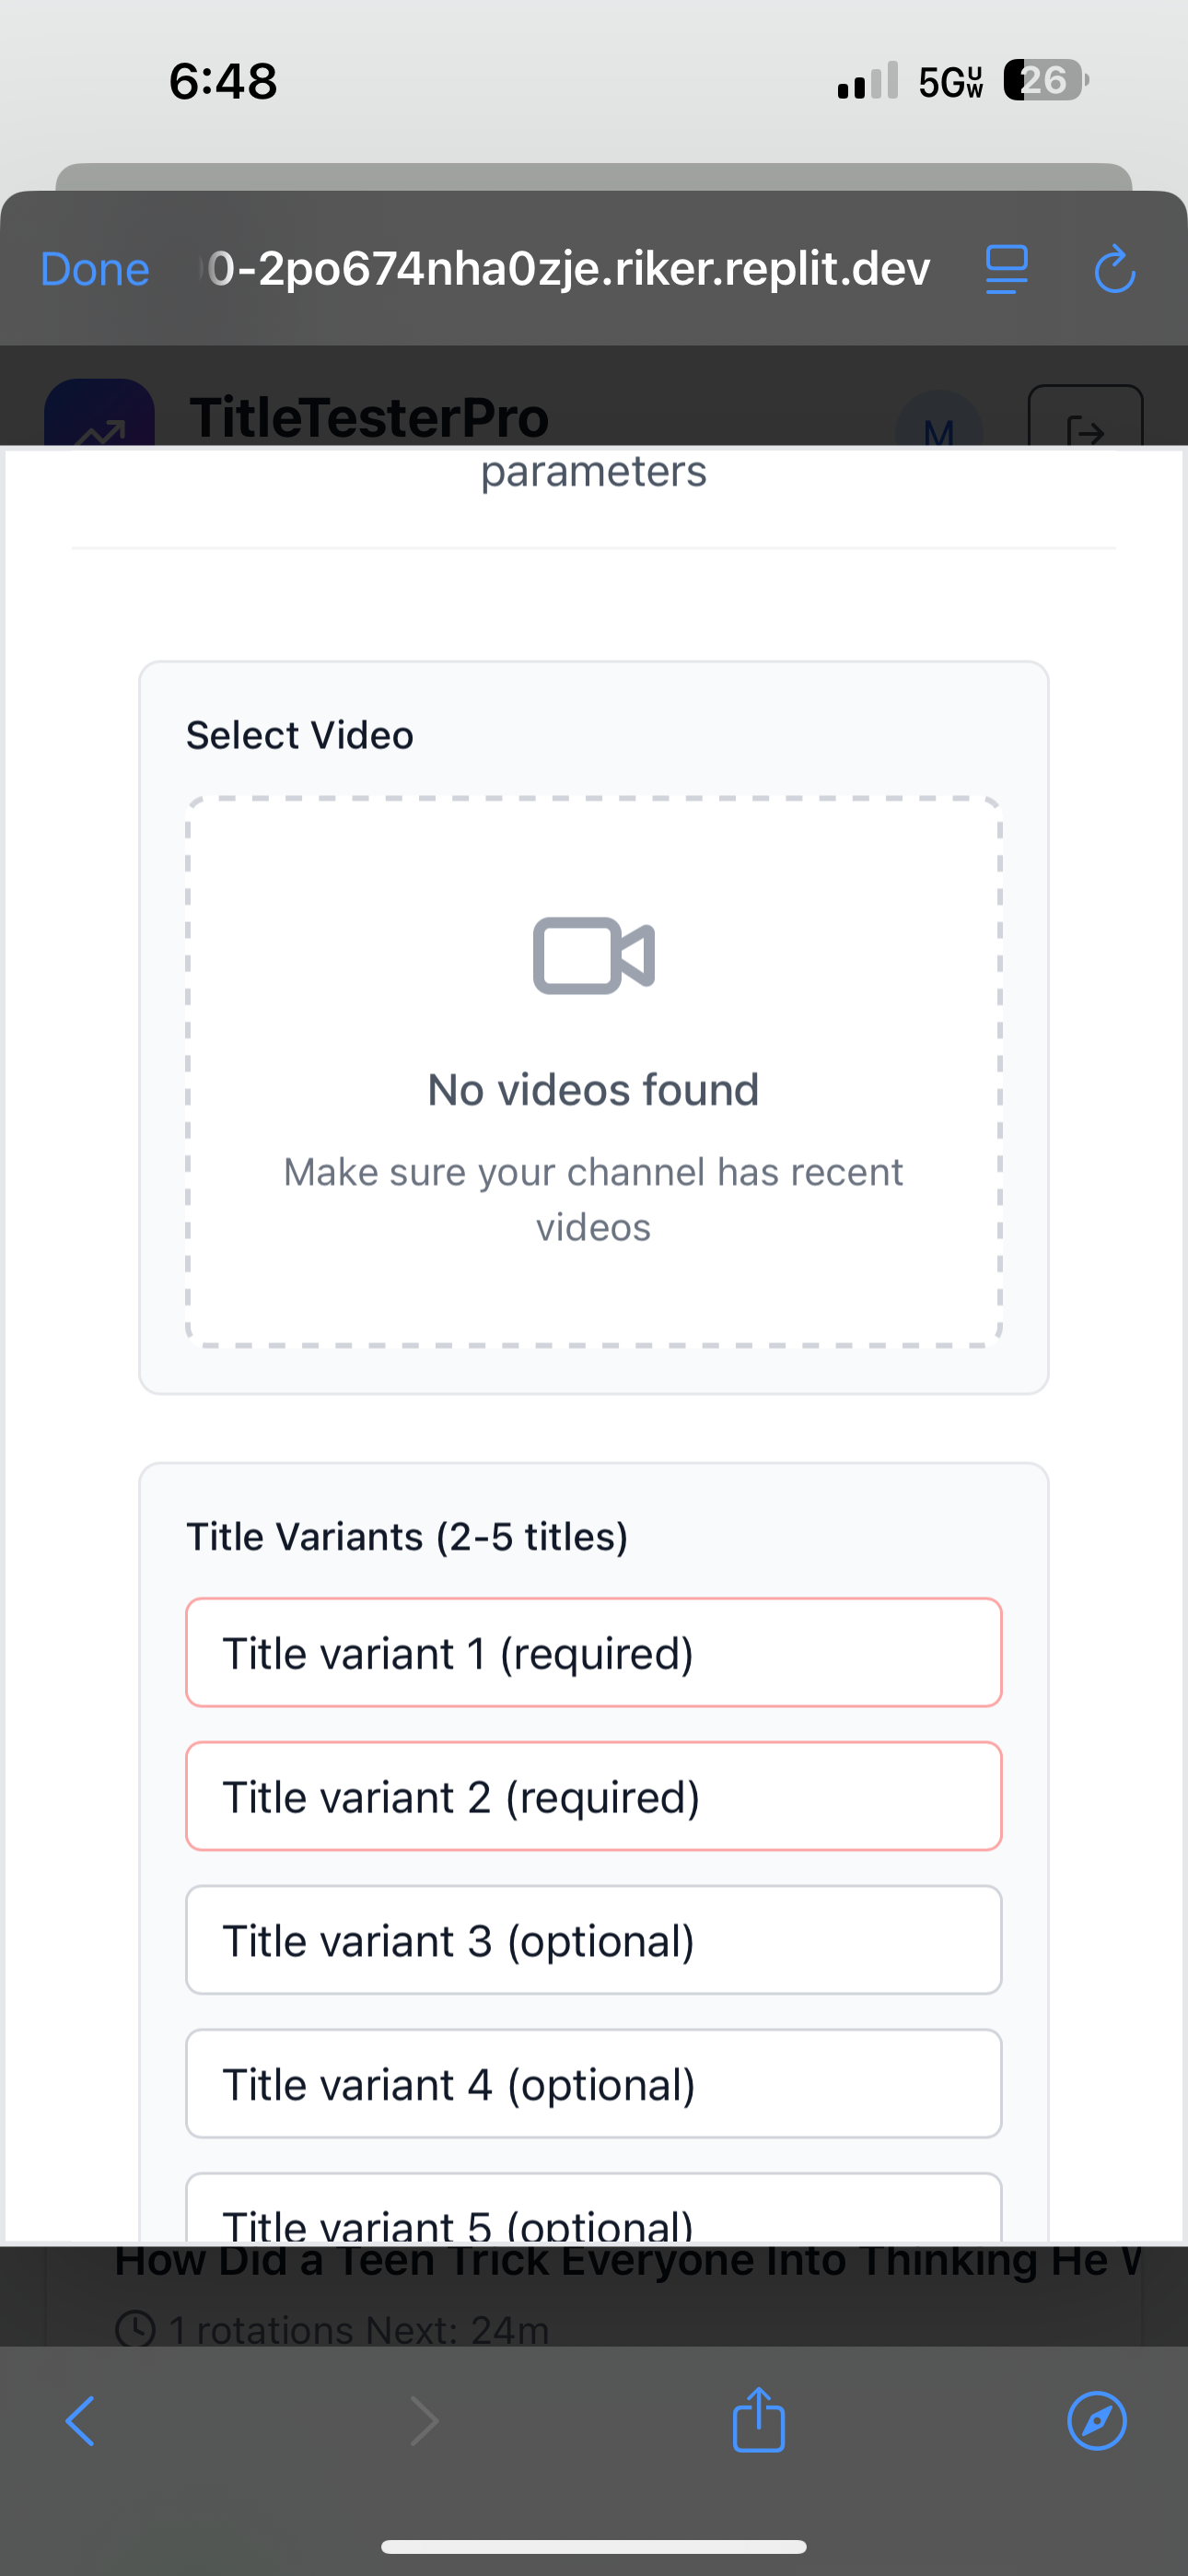 6:48
5GUW
26
Done
0-2po674nha0zje.riker.replit.dev
TitleTesterPro
M
parameters
Select Video
No videos found
Make sure your channel has recent
videos
Title Variants (2-5 titles)
Title variant 1 (required)
Title variant 2 (required)
Title variant 3 (optional)
Title variant 4 (optional)
Title variant 5 (optional)
How Did a Teen Trick Everyone Into Thinking He
1 rotations Next: 24m